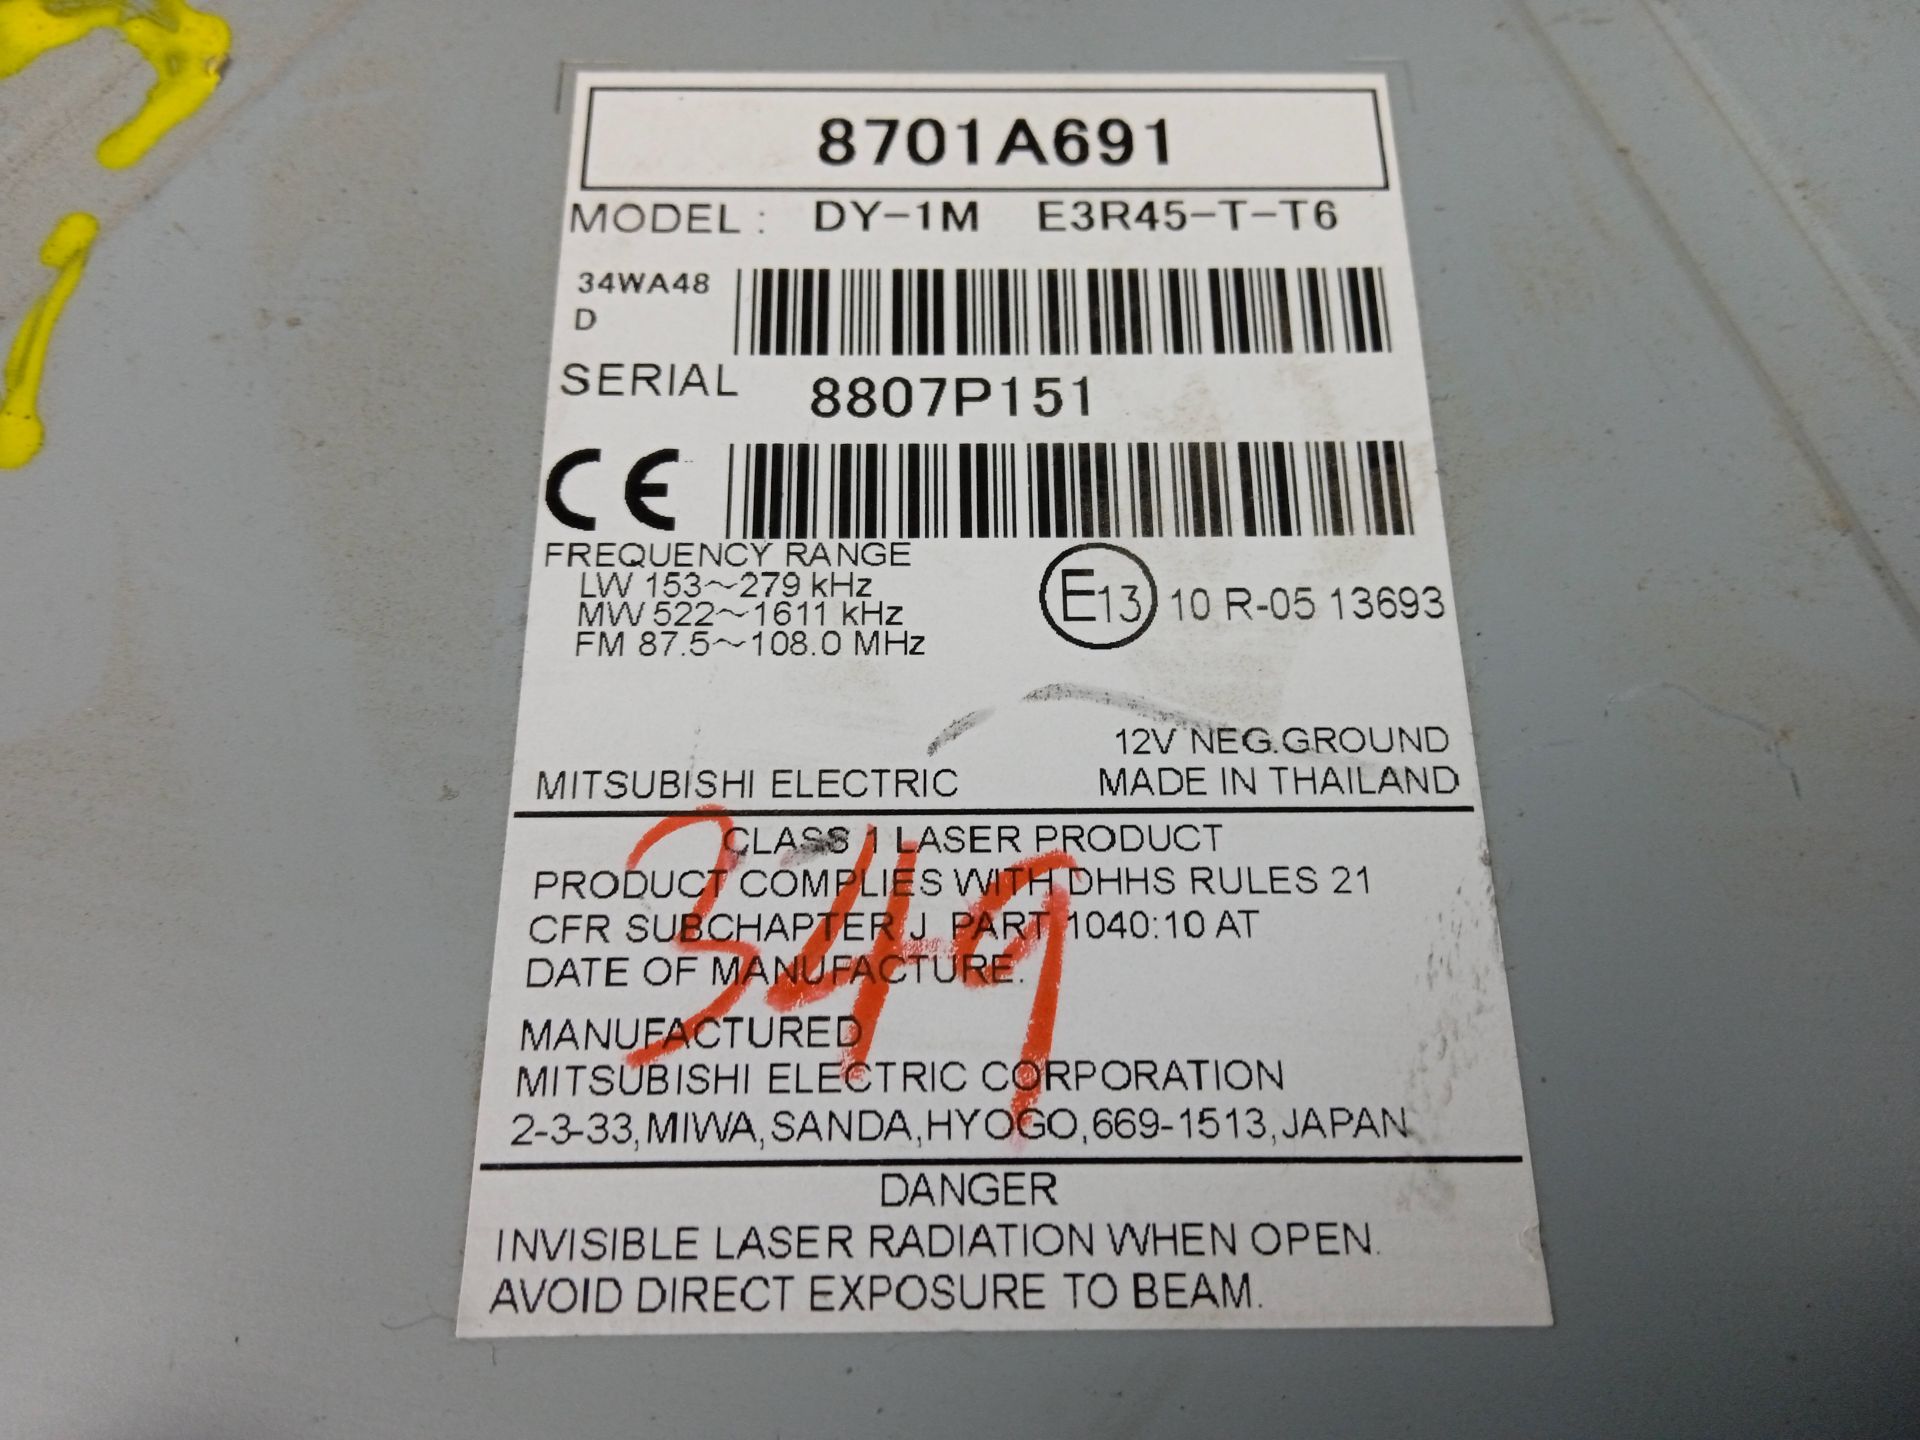 8701A691
MODEL: DY-1M E3R45-T-T6
34WA48
D
SERIAL 8807P151
CE
FREQUENCY RANGE
LW 153~279 kHz
MW 522~1611 kHz
FM 87.5~108.0 MHz
E13 10 R-05 13693
12V NEG.GROUND
MITSUBISHI ELECTRIC MADE IN THAILAND
CLASS 1 LASER PRODUCT
PRODUCT COMPLIES WITH DHHS RULES 21
CFR SUBCHAPTER J PART 1040:10 AT
DATE OF MANUFACTURE.
349
MANUFACTURED
MITSUBISHI ELECTRIC CORPORATION
2-3-33,MIWA,SANDA,HYOGO,669-1513,JAPAN
DANGER
INVISIBLE LASER RADIATION WHEN OPEN.
AVOID DIRECT EXPOSURE TO BEAM.